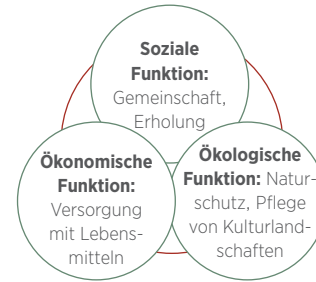 Soziale
Funktion:
Gemeinschaft,
Erholung
Ökonomische
Funktion:
Versorgung
mit Lebens-
mitteln
Ökologische
Funktion: Natur-
schutz, Pflege
von Kulturland-
schaften